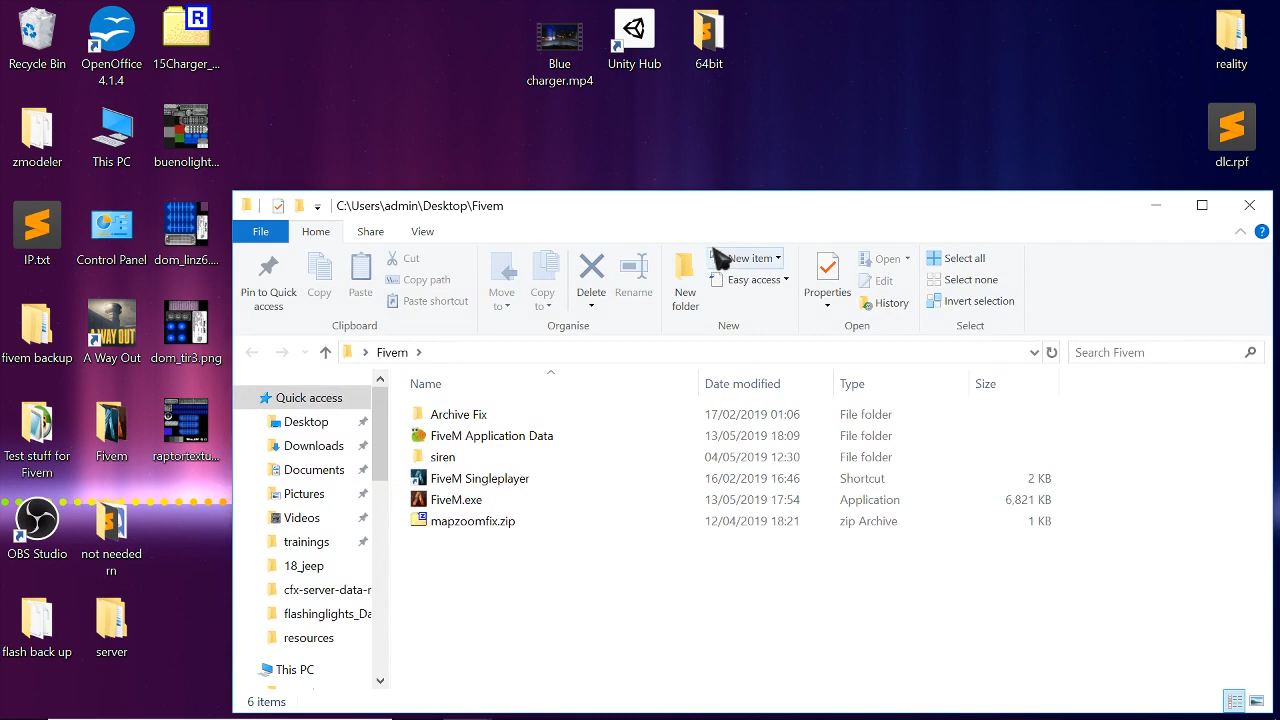 Recycle Bin
OpenOffice
4.1.4
R
15Charger_...
Blue
charger.mp4
Unity Hub
64bit
reality
zmodeler
This PC
buenolight...
dlc.rpf
IP.txt
Control Panel
dom_linz6....
fivem backup
A WAY OUT
A Way Out
dom_tir3.png
Test stuff for
Fivem
Fivem
raptortextu...
OBS Studio
not needed
rn
flash back up
server
C:\Users\admin\Desktop\Fivem
File
Home
Share
View
Pin to Quick
access
Copy
Paste
Cut
Copy path
Paste shortcut
Clipboard
Move
to
Copy
to
Delete
Rename
Organise
New
folder
New item
Easy access
New
Properties
Open
Edit
History
Open
Select all
Select none
Invert selection
Select
Fivem
Search Fivem
Quick access
Desktop
Downloads
Documents
Pictures
Videos
trainings
18_jeep
cfx-server-data-r
flashinglights_Da
resources
This PC
Name Date modified Type Size
Archive Fix 17/02/2019 01:06 File folder
FiveM Application Data 13/05/2019 18:09 File folder
siren 04/05/2019 12:30 File folder
FiveM Singleplayer 16/02/2019 16:46 Shortcut 2 KB
FiveM.exe 13/05/2019 17:54 Application 6,821 KB
mapzoomfix.zip 12/04/2019 18:21 zip Archive 1 KB
6 items